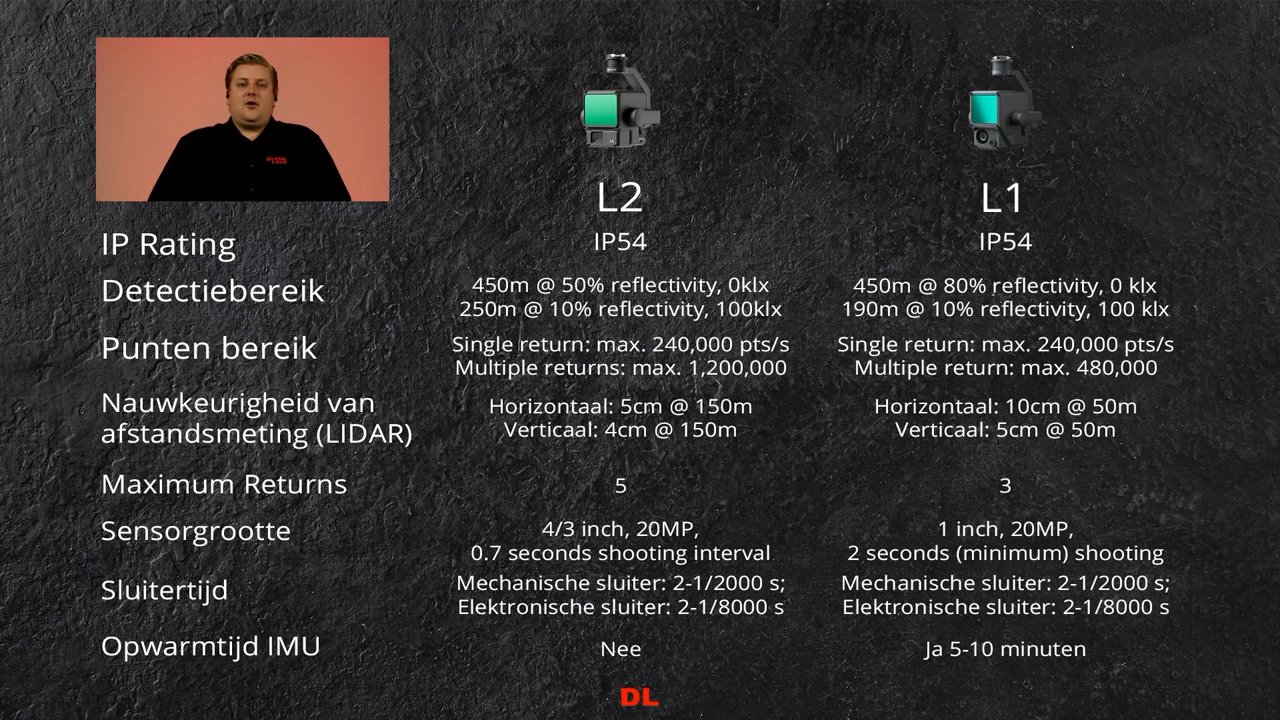 L2
L1
IP Rating
IP54
IP54
Detectiebereik
450m @ 50% reflectivity, 0klx
250m @ 10% reflectivity, 100klx
450m @ 80% reflectivity, 0 klx
190m @ 10% reflectivity, 100 klx
Punten bereik
Single return: max. 240,000 pts/s
Multiple returns: max. 1,200,000
Single return: max. 240,000 pts/s
Multiple return: max. 480,000
Nauwkeurigheid van
afstandsmeting (LIDAR)
Horizontaal: 5cm @ 150m
Verticaal: 4cm @ 150m
Horizontaal: 10cm @ 50m
Verticaal: 5cm @ 50m
Maximum Returns
5
3
Sensorgrootte
4/3 inch, 20MP,
0.7 seconds shooting interval
1 inch, 20MP,
2 seconds (minimum) shooting
Sluitertijd
Mechanische sluiter: 2-1/2000 s;
Elektronische sluiter: 2-1/8000 s
Mechanische sluiter: 2-1/2000 s;
Elektronische sluiter: 2-1/8000 s
Opwarmtijd IMU
Nee
Ja 5-10 minuten
DL